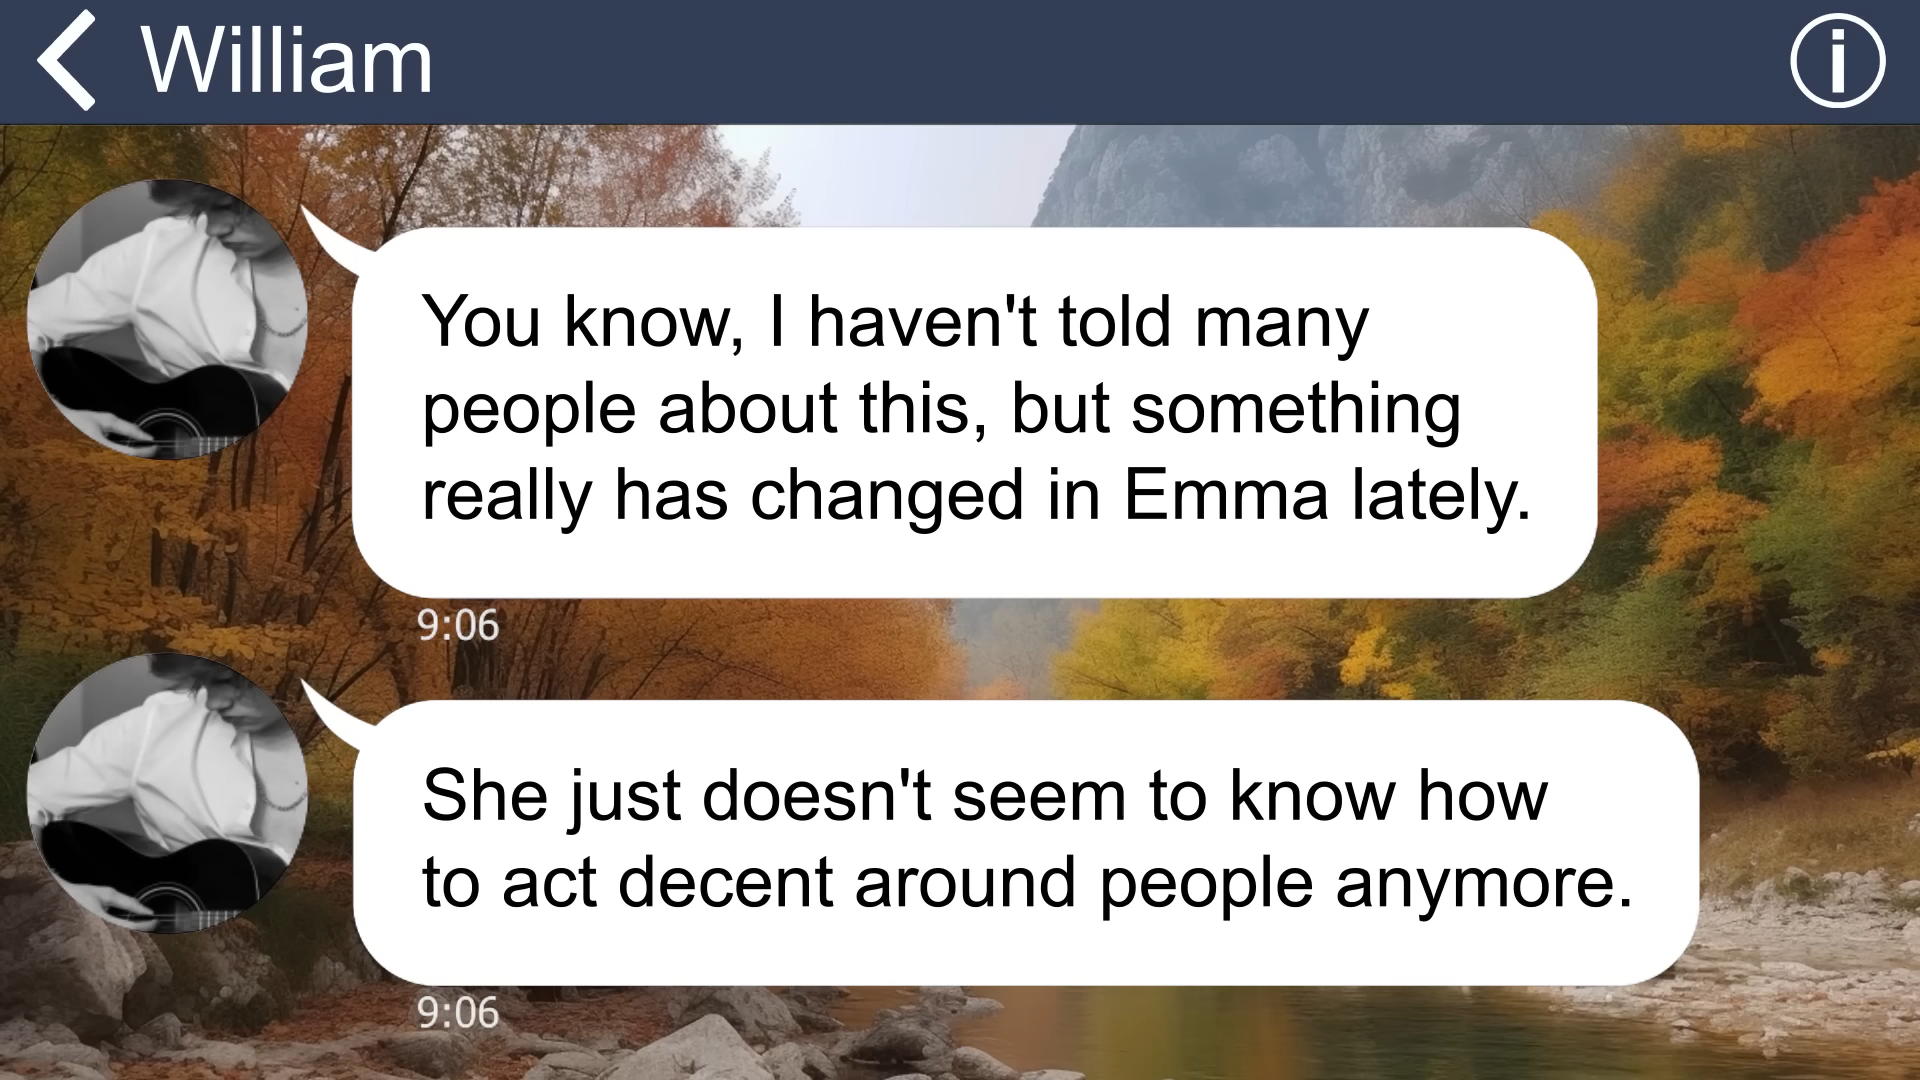 William
You know, I haven't told many
people about this, but something
really has changed in Emma lately.
9:06
She just doesn't seem to know how
to act decent around people anymore.
9:06